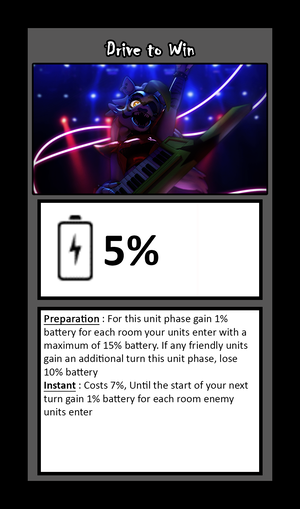 Drive to Win
5%
Preparation : For this unit phase gain 1%
battery for each room your units enter with a
maximum of 15% battery. If any friendly units
gain an additional turn this unit phase, lose
10% battery
Instant : Costs 7%, Until the start of your next
turn gain 1% battery for each room enemy
units enter